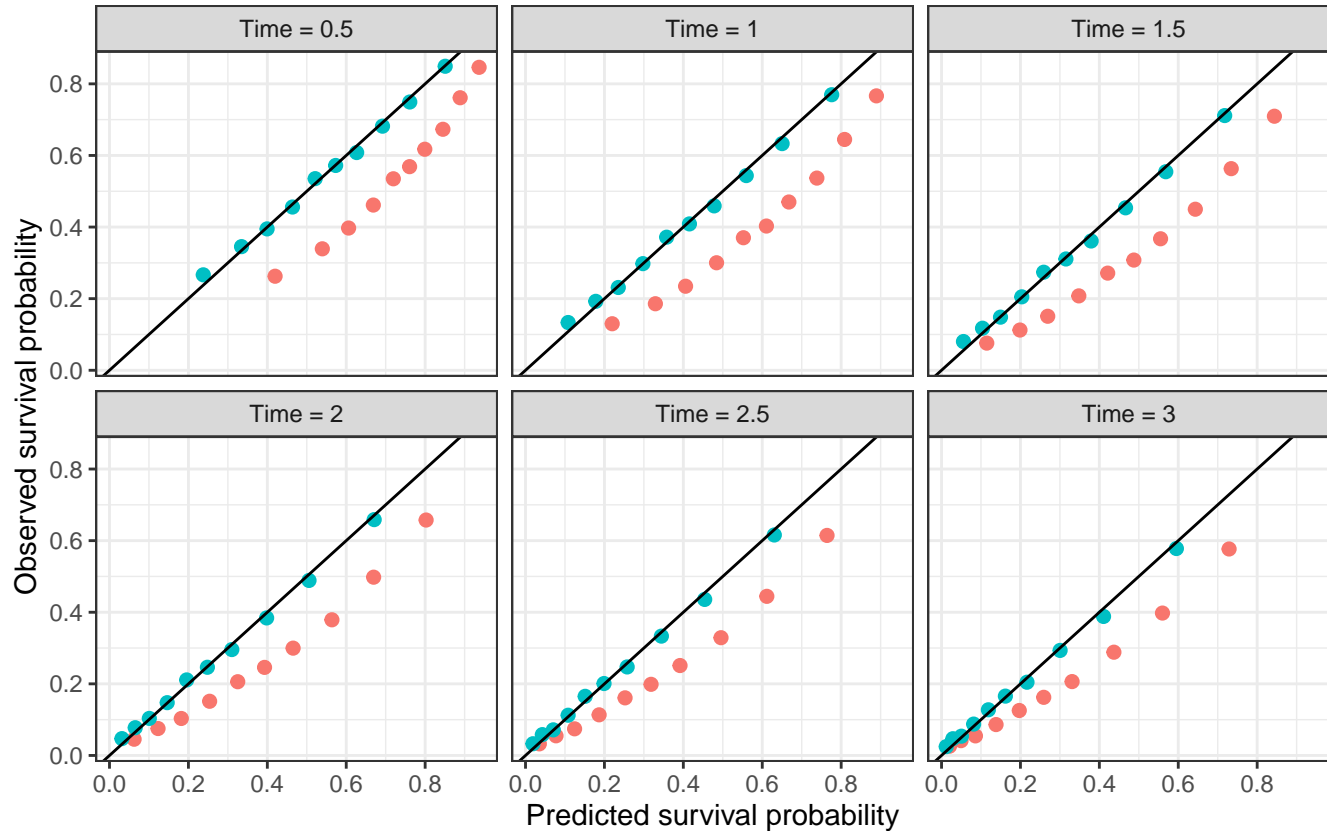 Time = 0.5
Time = 1
Time = 1.5
0.8
0.6
0.4
0.2
0.0
Time = 2
Time = 2.5
Time = 3
0.8
0.6
0.4
0.2
0.0
0.0 0.2 0.4 0.6 0.8
0.0 0.2 0.4 0.6 0.8
0.0 0.2 0.4 0.6 0.8
Observed survival probability
Predicted survival probability